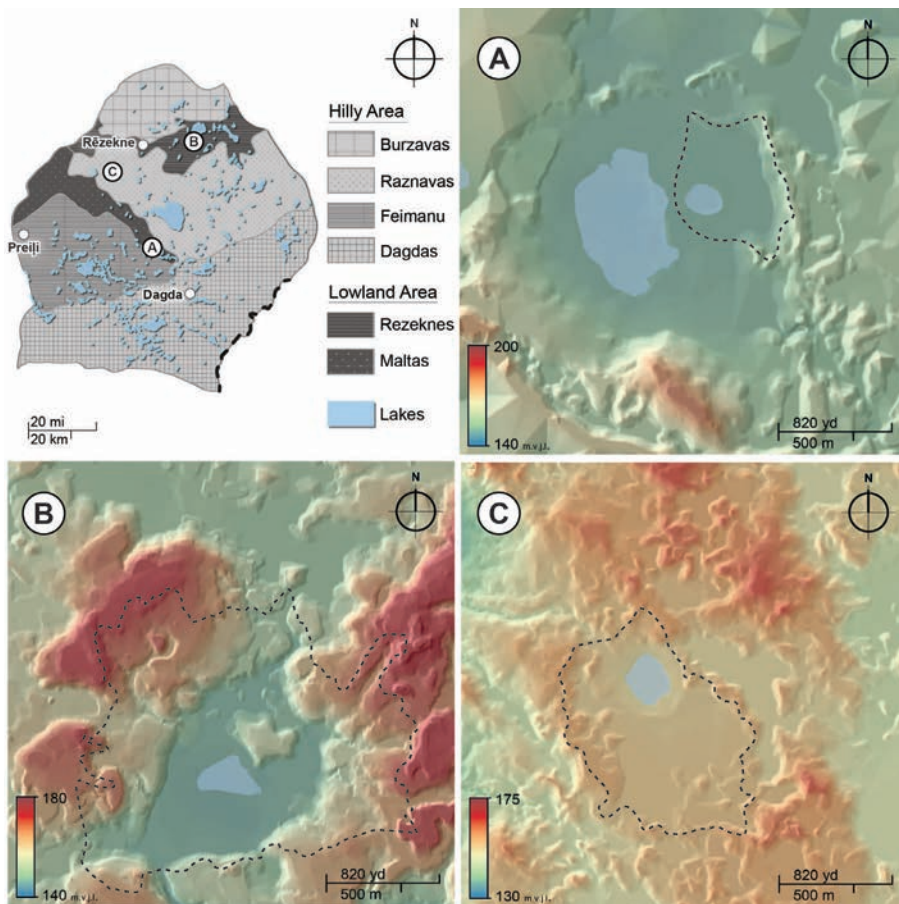 N
Hilly Area
Burzavas
Raznavas
Feimanu
Dagdas
Lowland Area
Rezeknes
Maltas
Lakes
Rēzekne
B
C
Preiļi
A
Dagda
20 mi
20 km
A
N
200
140 m.v.j.l.
820 yd
500 m
B
N
180
140 m.v.j.l.
820 yd
500 m
C
N
175
130 m.v.j.l.
820 yd
500 m